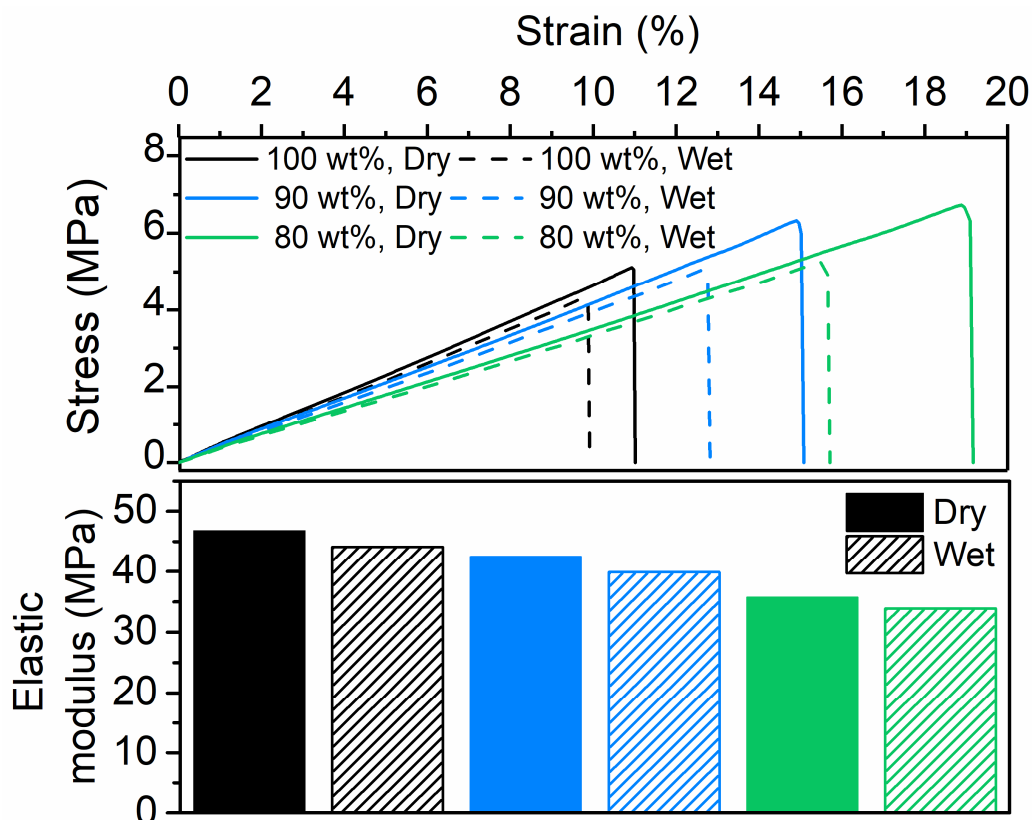 Strain (%)
0 2 4 6 8 10 12 14 16 18 20
8
6
4
2
0
Stress (MPa)
100 wt%, Dry 100 wt%, Wet
90 wt%, Dry 90 wt%, Wet
80 wt%, Dry 80 wt%, Wet
50
40
30
20
10
0
Elastic
modulus (MPa)
Dry
Wet